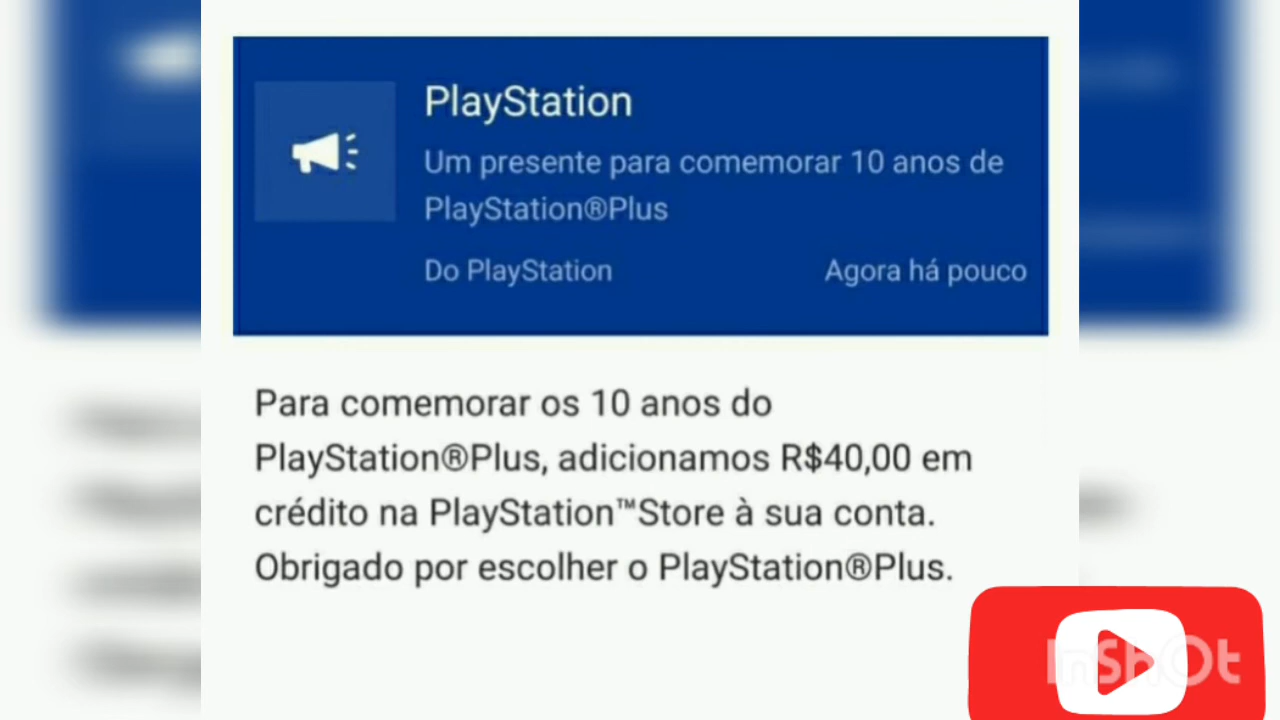 PlayStation
Um presente para comemorar 10 anos de
PlayStation®Plus
Do PlayStation
Agora há pouco
Para comemorar os 10 anos do
PlayStation®Plus, adicionamos R$40,00 em
crédito na PlayStation™Store à sua conta.
Obrigado por escolher o PlayStation®Plus.
InShOt